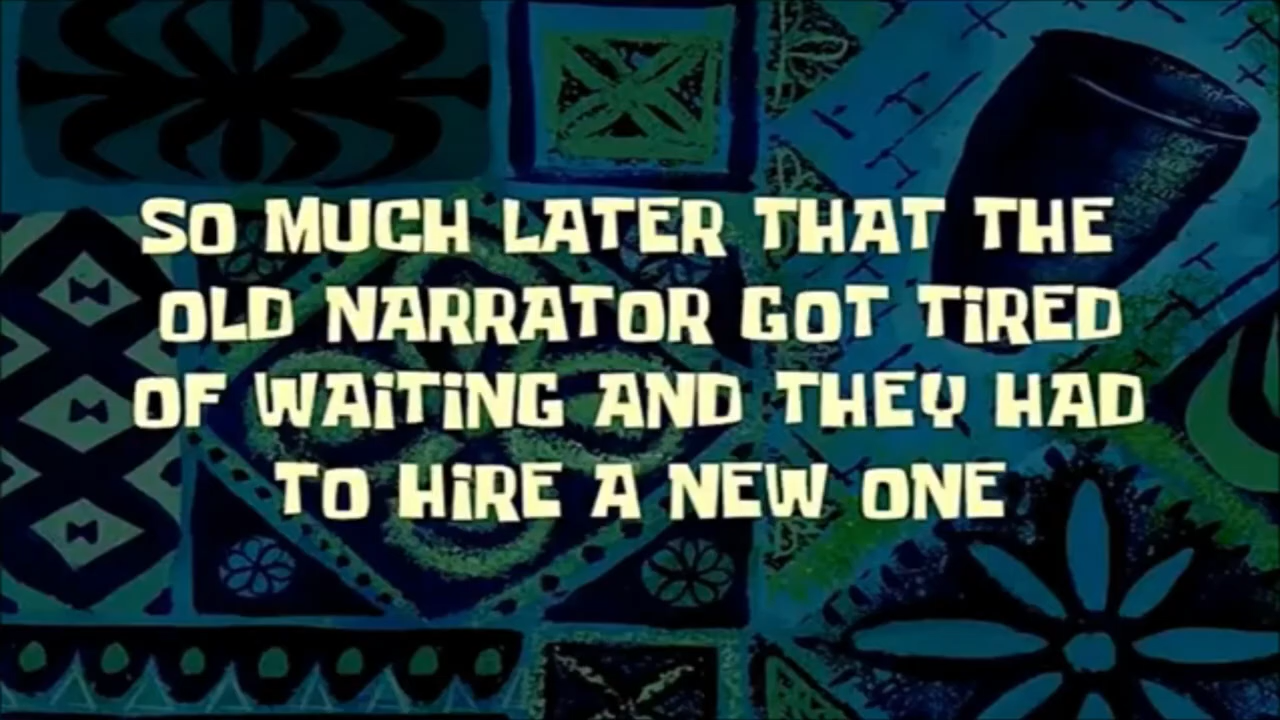 SO MUCH LATER THAT THE
OLD NARRATOR GOT TIRED
OF WAITING AND THEY HAD
TO HIRE A NEW ONE